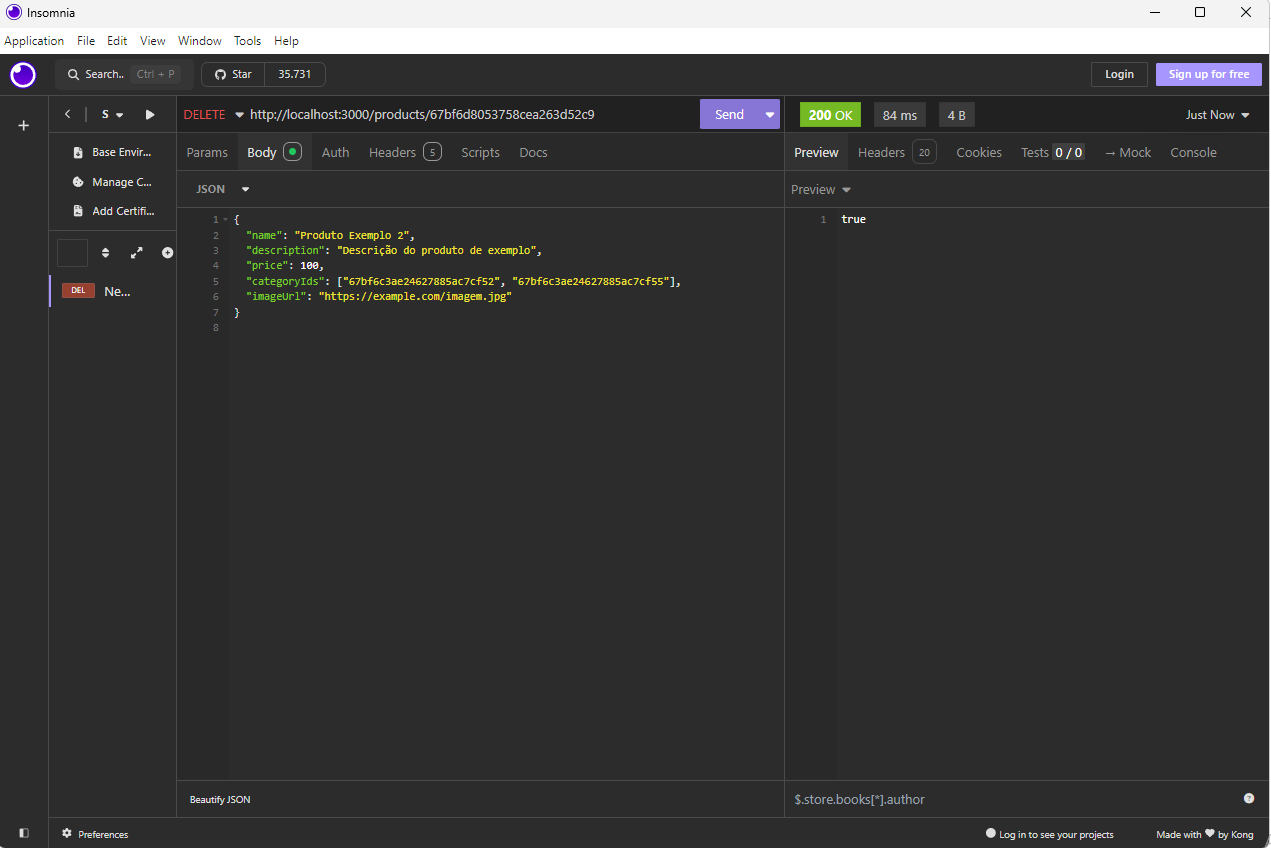 Insomnia
Application File Edit View Window Tools Help
Search.. Ctrl + P Star 35.731 Login Sign up for free
S DELETE http://localhost:3000/products/67bf6d8053758cea263d52c9 Send 200 OK 84 ms 4 B Just Now
Base Envir... Params Body Auth Headers 5 Scripts Docs Preview Headers 20 Cookies Tests 0 / 0 → Mock Console
Manage C... JSON Preview
Add Certifi...
1 { 1 true
2 "name": "Produto Exemplo 2",
3 "description": "Descrição do produto de exemplo",
4 "price": 100,
5 "categoryIds": ["67bf6c3ae24627885ac7cf52", "67bf6c3ae24627885ac7cf55"],
6 "imageUrl": "https://example.com/imagem.jpg"
7 }
8
DEL Ne...
Beautify JSON $.store.books[*].author
Preferences Log in to see your projects Made with ♥ by Kong